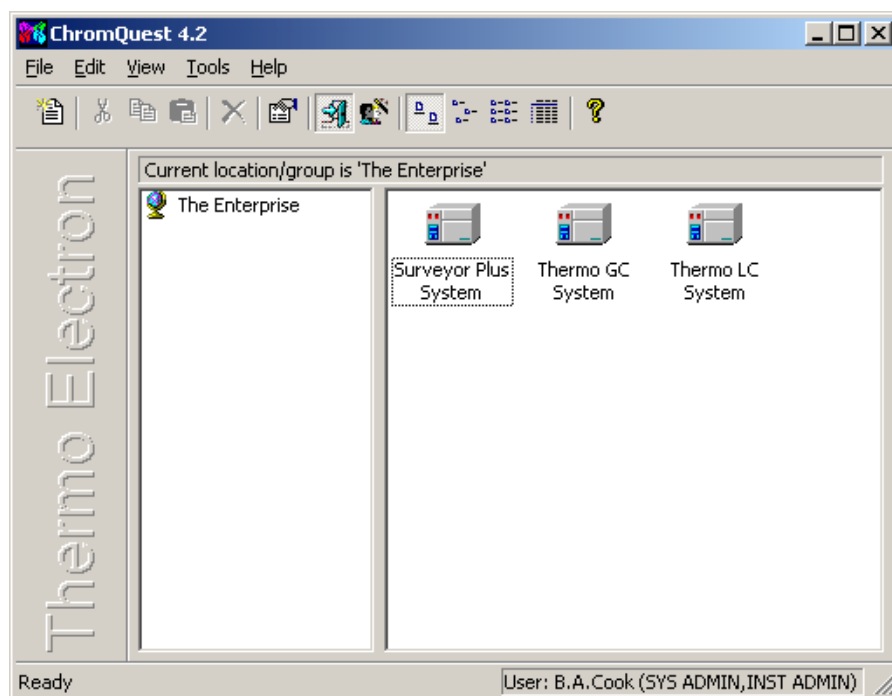 ChromQuest 4.2
File Edit View Tools Help
Current location/group is 'The Enterprise'
Thermo Electron
The Enterprise
Surveyor Plus
System
Thermo GC
System
Thermo LC
System
Ready
User: B.A.Cook (SYS ADMIN,INST ADMIN)